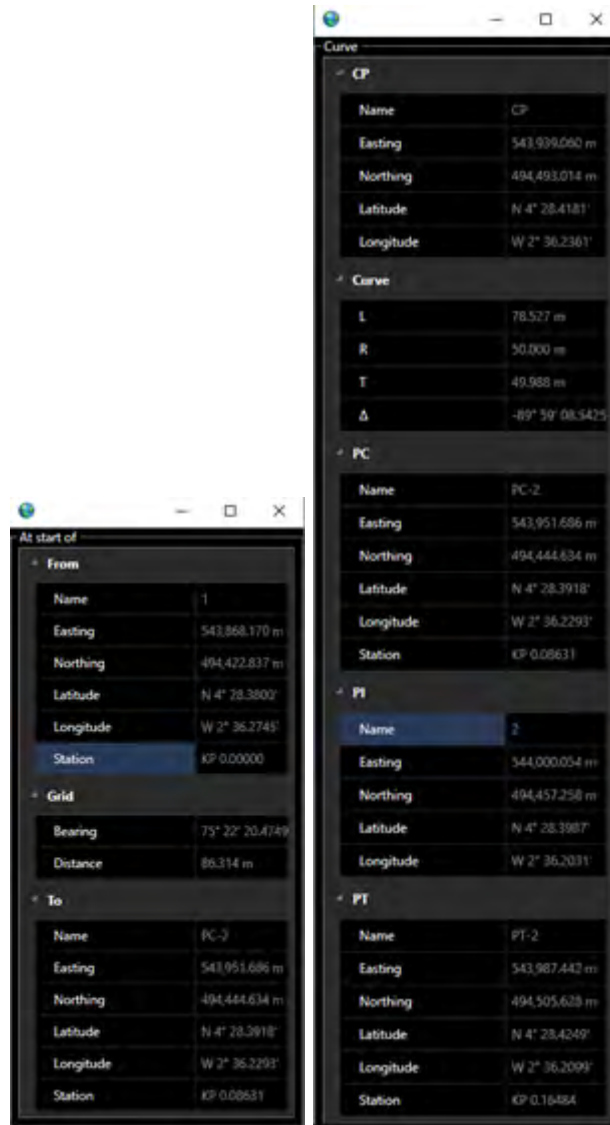 At start of
From
Name 1
Easting 543,868.170 m
Northing 494,422.837 m
Latitude N 4° 28.3800'
Longitude W 2° 36.2745'
Station KP 0.00000
Grid
Bearing 75° 22' 20.4749
Distance 86.314 m
To
Name PC-2
Easting 543,951.686 m
Northing 494,444.634 m
Latitude N 4° 28.3918'
Longitude W 2° 36.2293'
Station KP 0.08631
Curve
CP
Name CP
Easting 543,939.060 m
Northing 494,493.014 m
Latitude N 4° 28.4181'
Longitude W 2° 36.2361'
Curve
L 78.527 m
R 50.000 m
T 49.988 m
Δ -89° 59' 08.5425
PC
Name PC-2
Easting 543,951.686 m
Northing 494,444.634 m
Latitude N 4° 28.3918'
Longitude W 2° 36.2293'
Station KP 0.08631
PI
Name 2
Easting 544,000.054 m
Northing 494,457.258 m
Latitude N 4° 28.3987'
Longitude W 2° 36.2031'
PT
Name PT-2
Easting 543,987.442 m
Northing 494,505.628 m
Latitude N 4° 28.4249'
Longitude W 2° 36.2099'
Station KP 0.16484